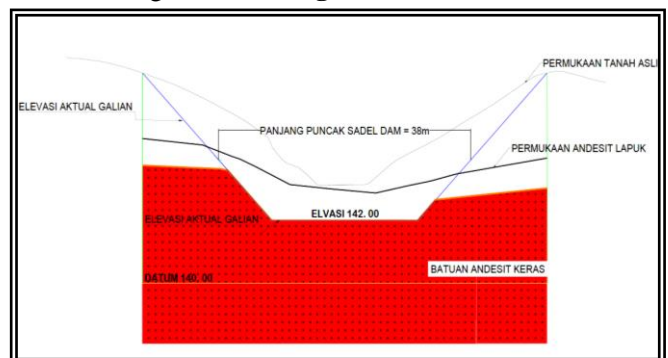 PERMUKAAN TANAH ASLI
ELEVASI AKTUAL GALIAN
PANJANG PUNCAK SADEL DAM = 38m
PERMUKAAN ANDESIT LAPUK
ELVASI 142. 00
ELEVASI AKTUAL GALIAN
BATUAN ANDESIT KERAS
DATUM 140. 00